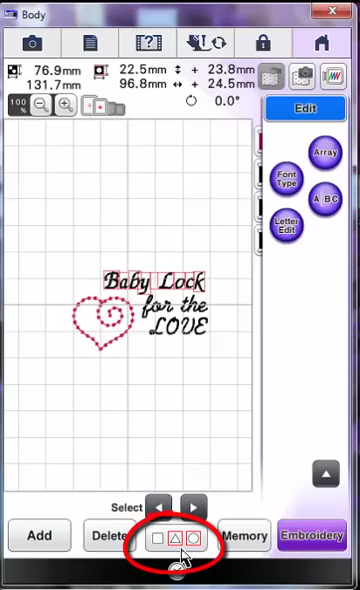 Body
76.9mm
131.7mm
22.5mm
96.8mm
+ 23.8mm
+ 24.5mm
0.0°
100
%
Edit
Array
Font
Type
A BC
Letter
Edit
Baby Lock
for the
LOVE
Select
Add
Delete
Memory
Embroidery